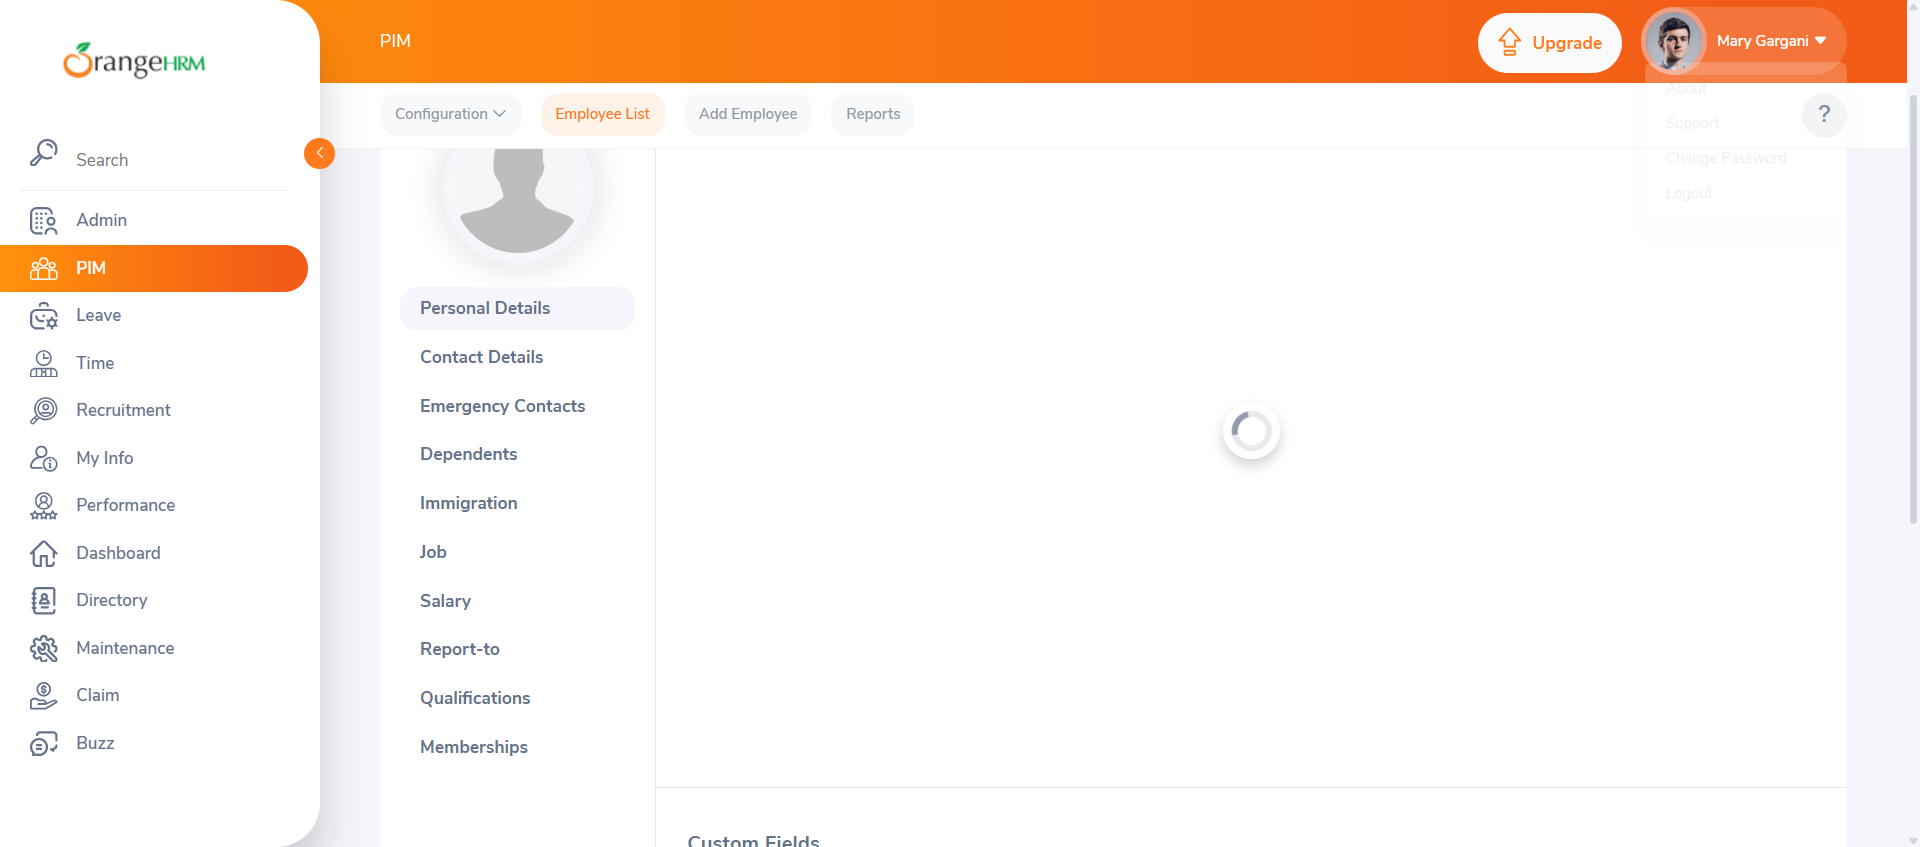 OrangeHRM
PIM
Upgrade
Mary Gargani
Configuration
Employee List
Add Employee
Reports
?
About
Support
Change Password
Logout
Search
Admin
PIM
Leave
Time
Recruitment
My Info
Performance
Dashboard
Directory
Maintenance
Claim
Buzz
Personal Details
Contact Details
Emergency Contacts
Dependents
Immigration
Job
Salary
Report-to
Qualifications
Memberships
Custom Fields